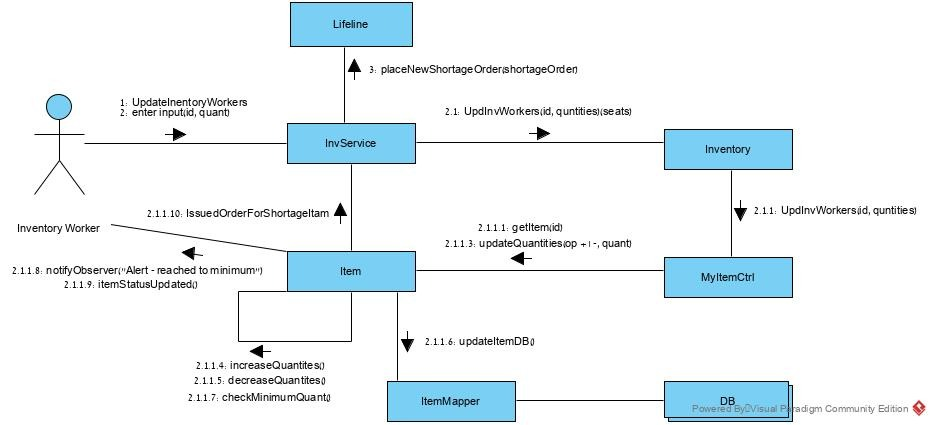 Lifeline
3: placeNewShortageOrder(shortageOrder)
1: UpdateInentoryWorkers
2: enter input(id, quant)
2.1: UpdInvWorkers(id, quntities)(seats)
InvService
Inventory
2.1.1.10: IssuedOrderForShortageItam
2.1.1: UpdInvWorkers(id, quntities)
Inventory Worker
2.1.1.1: getItem(id)
2.1.1.3: updateQuantities(op +\-, quant)
2.1.1.8: notifyObserver("Alert - reached to minimum")
2.1.1.9: itemStatusUpdated()
Item
MyItemCtrl
2.1.1.6: updateItemDB()
2.1.1.4: increaseQuantites()
2.1.1.5: decreaseQuantites()
2.1.1.7: checkMinimumQuant()
ItemMapper
DB
Powered By Visual Paradigm Community Edition